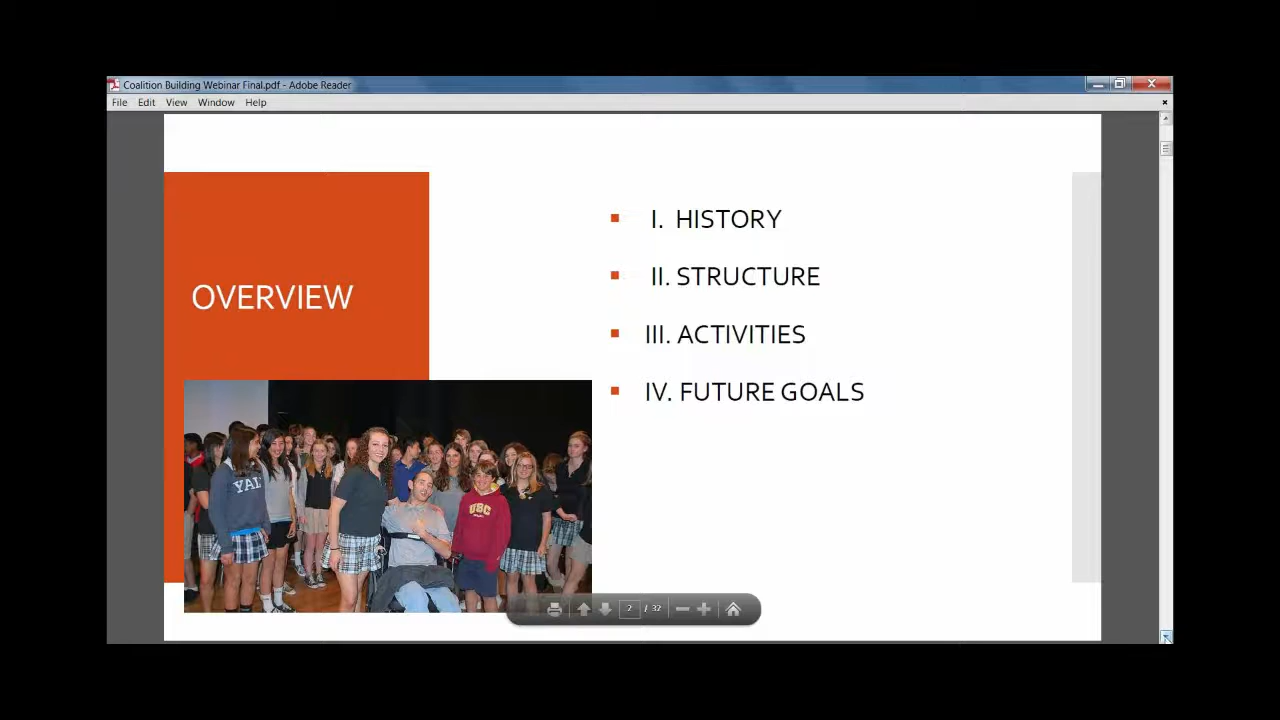 Coalition Building Webinar Final.pdf - Adobe Reader
File Edit View Window Help
OVERVIEW
I. HISTORY
II. STRUCTURE
III. ACTIVITIES
IV. FUTURE GOALS
YAL
UBC
2 / 32